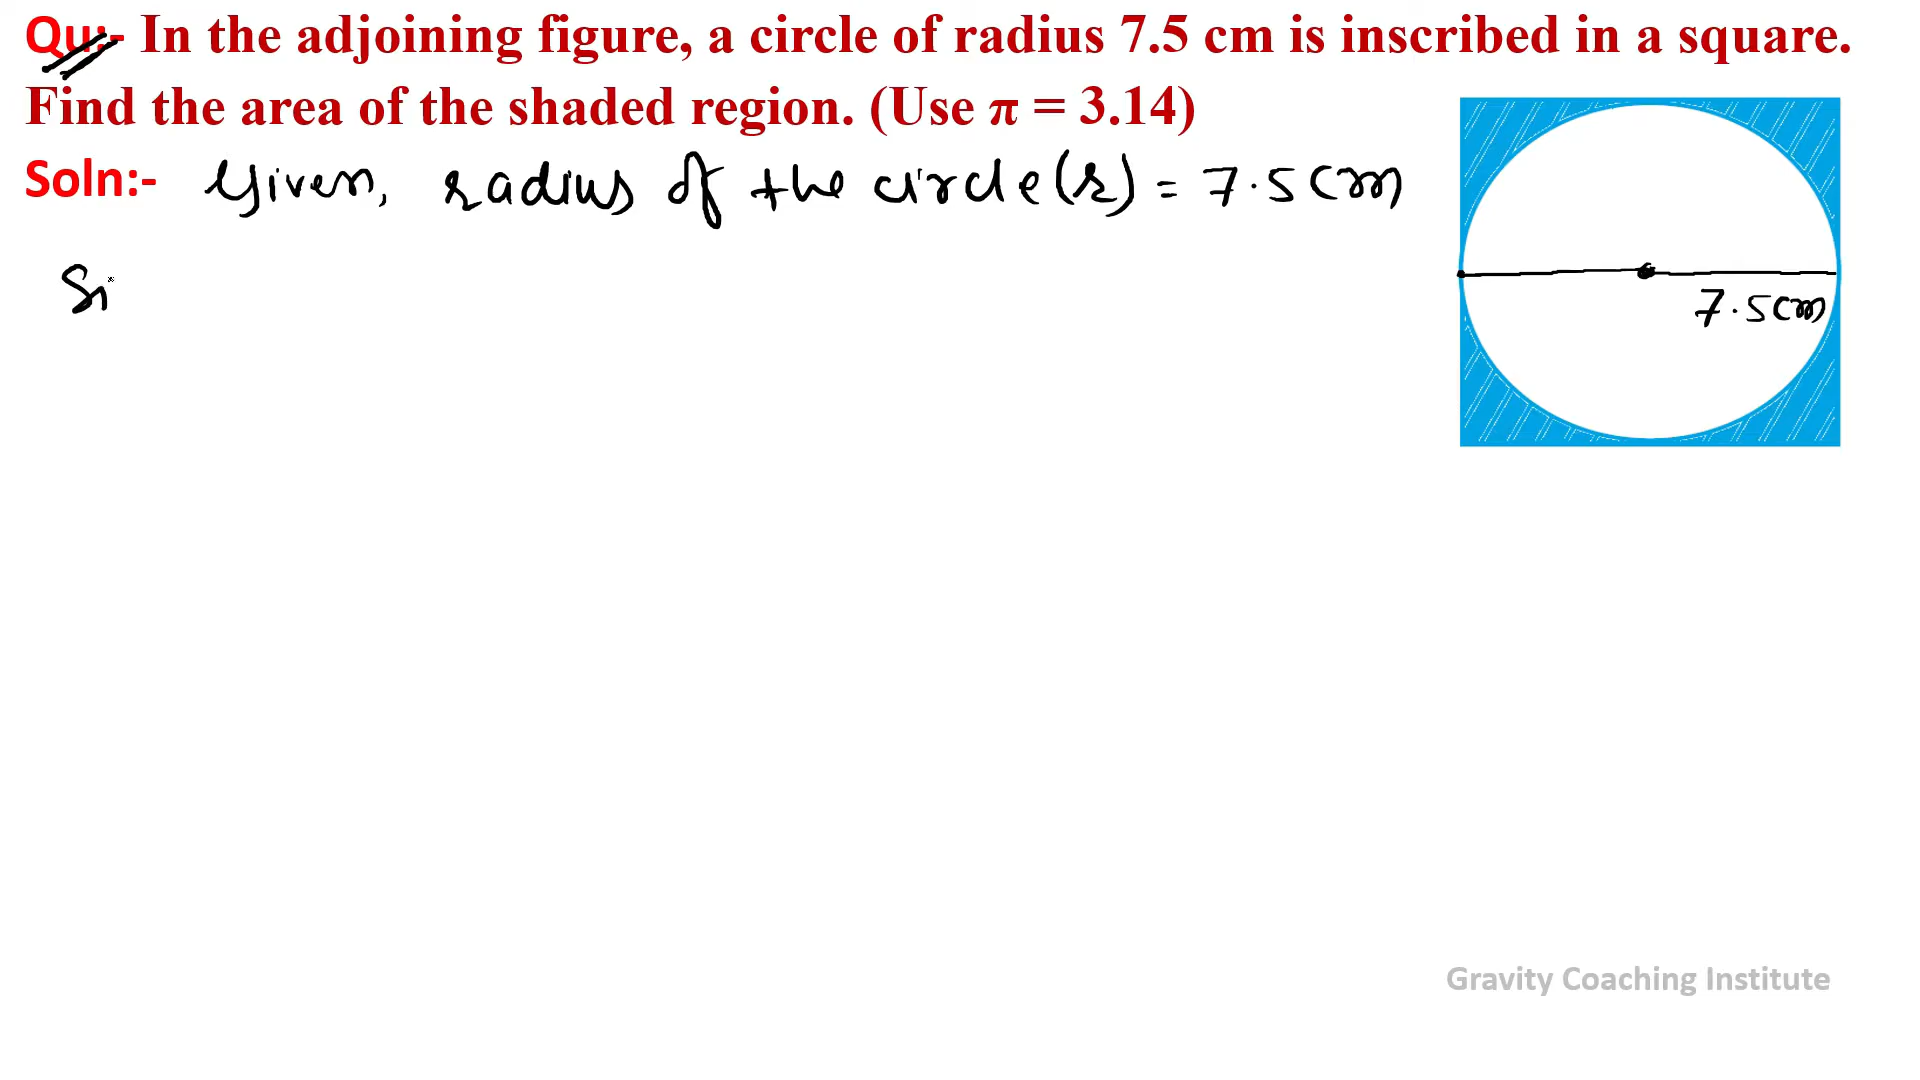 Qu:- In the adjoining figure, a circle of radius 7.5 cm is inscribed in a square.
Find the area of the shaded region. (Use π = 3.14)
Soln:- Given, radius of the circle (r) = 7.5 cm
Si
7.5 cm
Gravity Coaching Institute